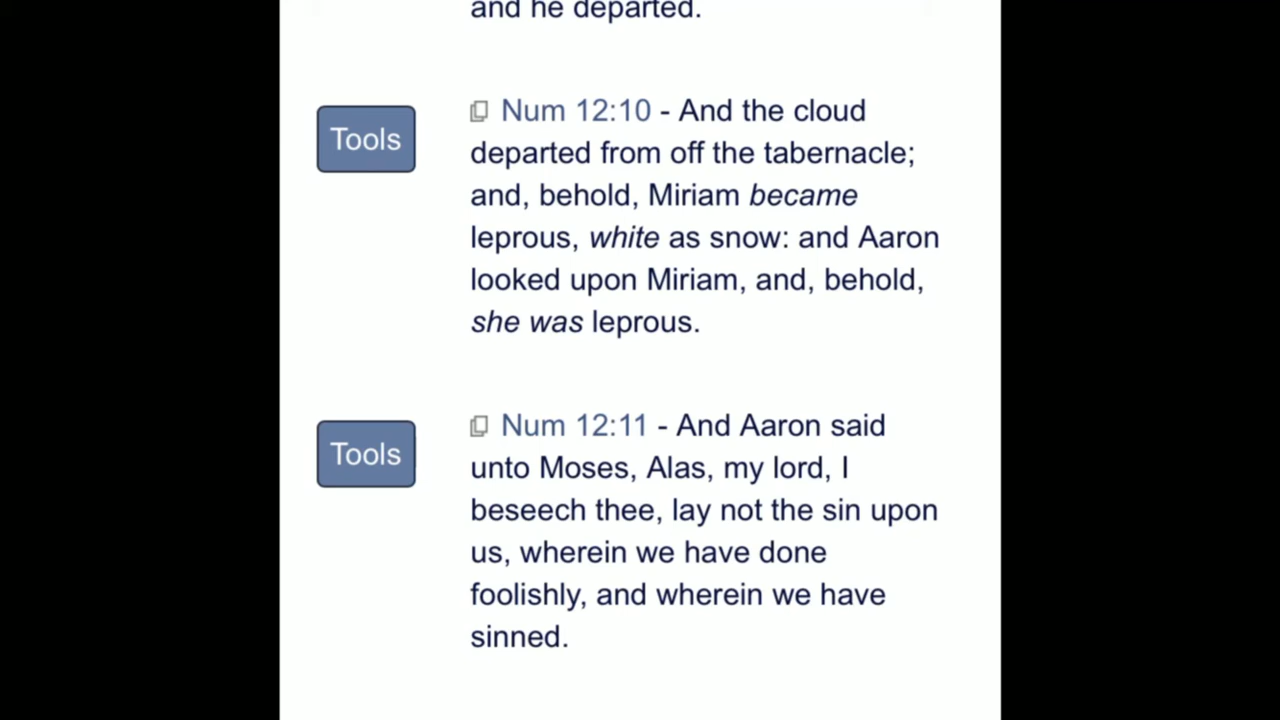 and he departed.
Tools
Num 12:10 - And the cloud
departed from off the tabernacle;
and, behold, Miriam became
leprous, white as snow: and Aaron
looked upon Miriam, and, behold,
she was leprous.
Tools
Num 12:11 - And Aaron said
unto Moses, Alas, my lord, I
beseech thee, lay not the sin upon
us, wherein we have done
foolishly, and wherein we have
sinned.